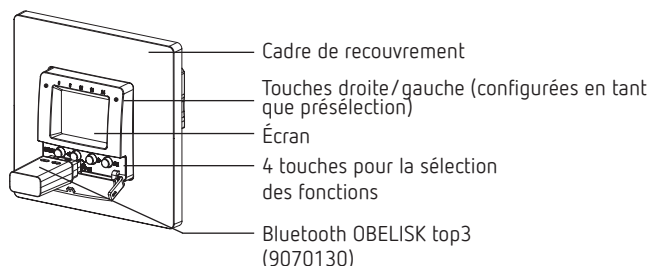 Cadre de recouvrement
Touches droite/gauche (configurées en tant
que présélection)
Écran
4 touches pour la sélection
des fonctions
Bluetooth OBELISK top3
(9070130)